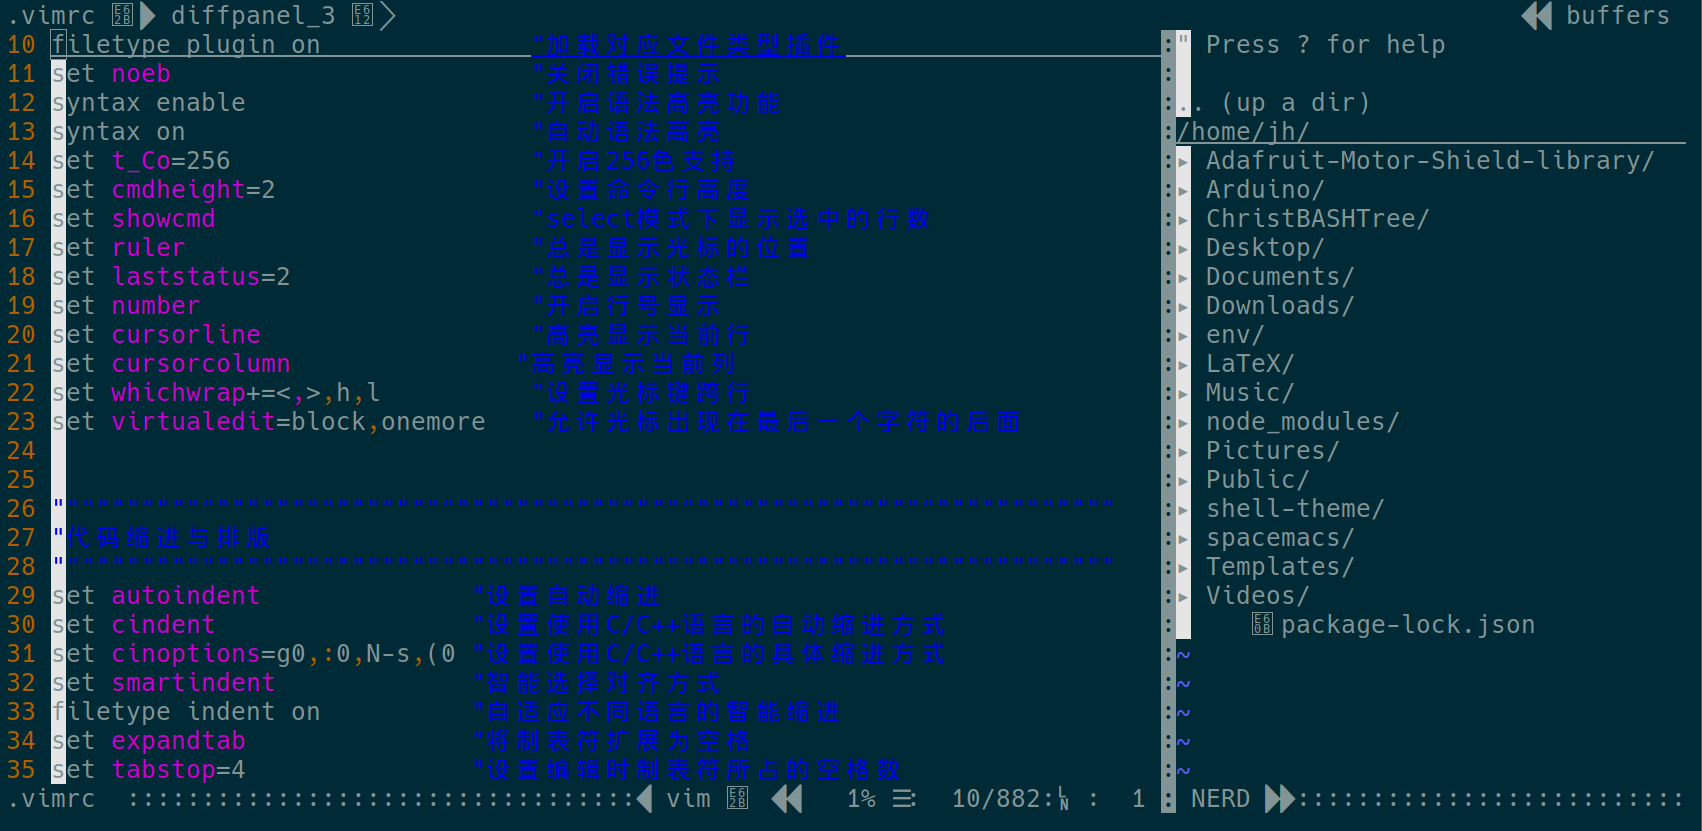 .vimrc diffpanel_3 buffers
10 filetype plugin on "加载对应文件类型插件
11 set noeb "关闭错误提示
12 syntax enable "开启语法高亮功能
13 syntax on "自动语法高亮
14 set t_Co=256 "开启256色支持
15 set cmdheight=2 "设置命令行高度
16 set showcmd "select模式下显示选中的行数
17 set ruler "总是显示光标的位置
18 set laststatus=2 "总是显示状态栏
19 set number "开启行号显示
20 set cursorline "高亮显示当前行
21 set cursorcolumn "高亮显示当前列
22 set whichwrap+=<,>,h,l "设置光标键跨行
23 set virtualedit=block,onemore "允许光标出现在最后一个字符的后面
24
25
26 """""""""""""""""""""""""""""""""""""""""""""""""""""""""""""""""""""""
27 "代码缩进与排版
28 """""""""""""""""""""""""""""""""""""""""""""""""""""""""""""""""""""""
29 set autoindent "设置自动缩进
30 set cindent "设置使用C/C++语言的自动缩进方式
31 set cinoptions=g0,:0,N-s,(0 "设置使用C/C++语言的具体缩进方式
32 set smartindent "智能选择对齐方式
33 filetype indent on "自适应不同语言的智能缩进
34 set expandtab "将制表符扩展为空格
35 set tabstop=4 "设置编辑时制表符所占的空格数
" Press ? for help
.. (up a dir)
/home/jh/
▸ Adafruit-Motor-Shield-library/
▸ Arduino/
▸ ChristBASHTree/
▸ Desktop/
▸ Documents/
▸ Downloads/
▸ env/
▸ LaTeX/
▸ Music/
▸ node_modules/
▸ Pictures/
▸ Public/
▸ shell-theme/
▸ spacemacs/
▸ Templates/
▸ Videos/
package-lock.json
~
~
~
~
~
.vimrc vim 1% ☰ 10/882 : 1 NERD